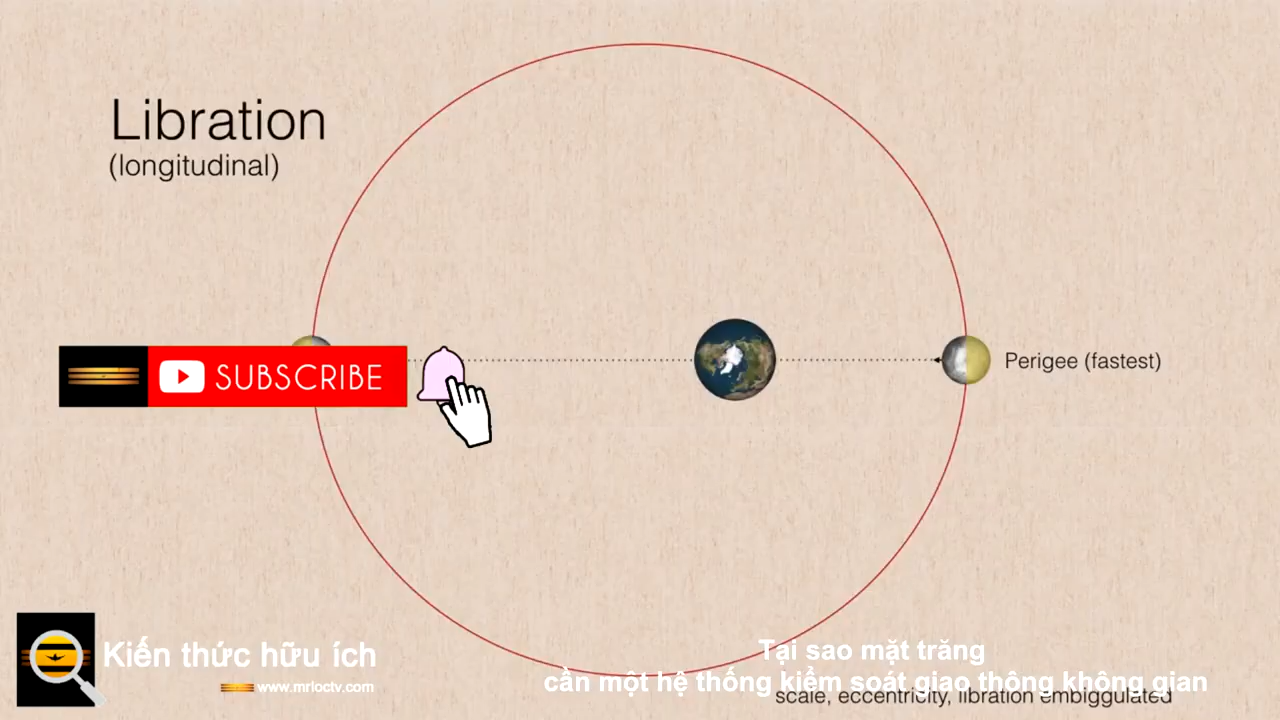 Libration
(longitudinal)
SUBSCRIBE
Perigee (fastest)
Kiến thức hữu ích
www.mrloctv.com
Tại sao mặt trăng
cần một hệ thống kiểm soát giao thông không gian
scale, eccentricity, libration embiggulated